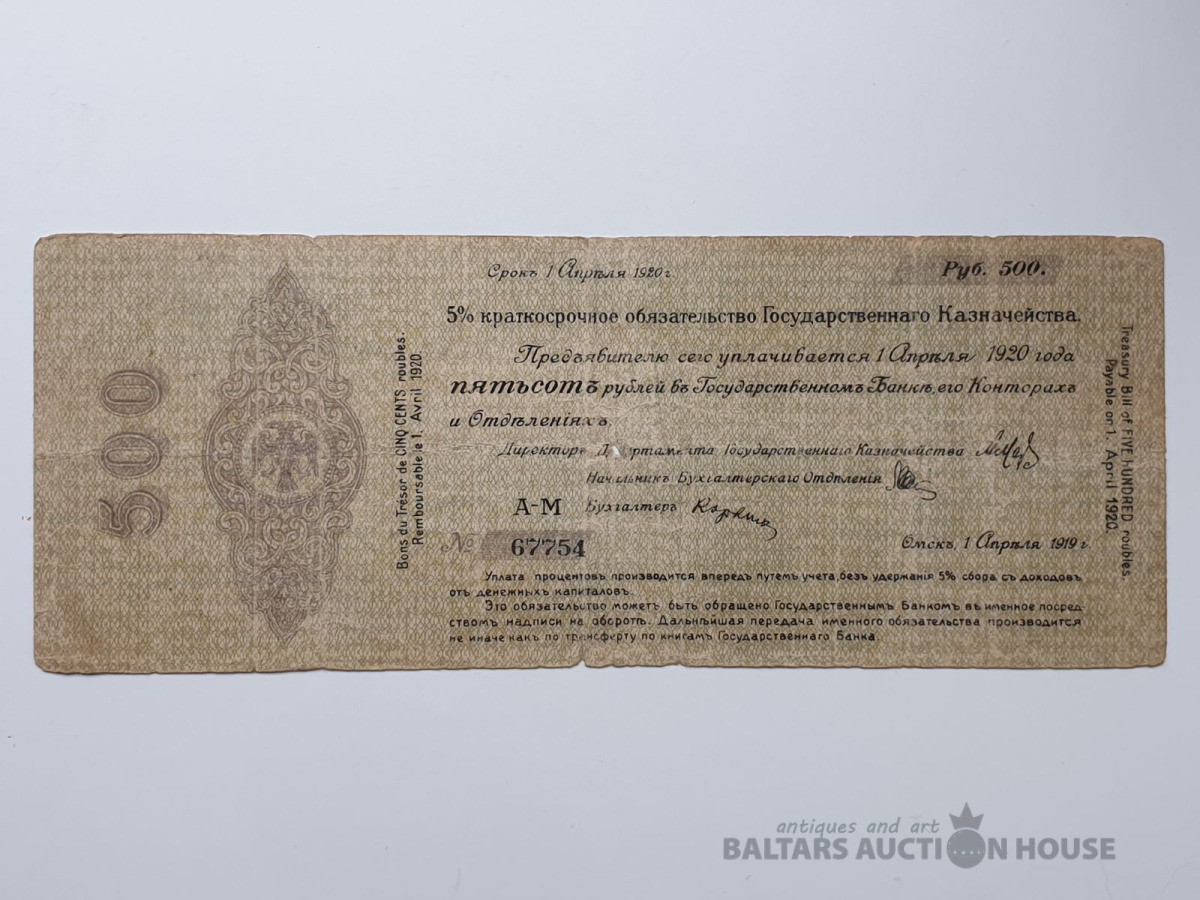 500
Bons du Trésor de CINQ CENTS roubles.
Remboursable le 1. Avril 1920.
Срокъ 1 Апрѣля 1920 г.
Руб. 500.
5% краткосрочное обязательство Государственнаго Казначейства.
Предъявителю сего уплачивается 1 Апрѣля 1920 года
пятьсотъ рублей въ Государственномъ Банкѣ, его Конторахъ
и Отдѣленіяхъ.
Директоръ Департамента Государственнаго Казначейства
Начальникъ Бухгалтерскаго Отдѣленія
А-М Бухгалтеръ
№ 67754
Омскъ, 1 Апрѣля 1919 г.
Уплата процентовъ производится впередъ путемъ учета, безъ удержанія 5% сбора съ доходовъ
отъ денежныхъ капиталовъ.
Это обязательство можетъ быть обращено Государственнымъ Банкомъ въ именное посред-
ствомъ надписи на оборотѣ. Дальнѣйшая передача именного обязательства производится
не иначе какъ по трансферту по книгамъ Государственнаго Банка.
Treasury Bill of FIVE HUNDRED roubles.
Payable on 1. April 1920.
antiques and art
BALTARS AUCTION HOUSE